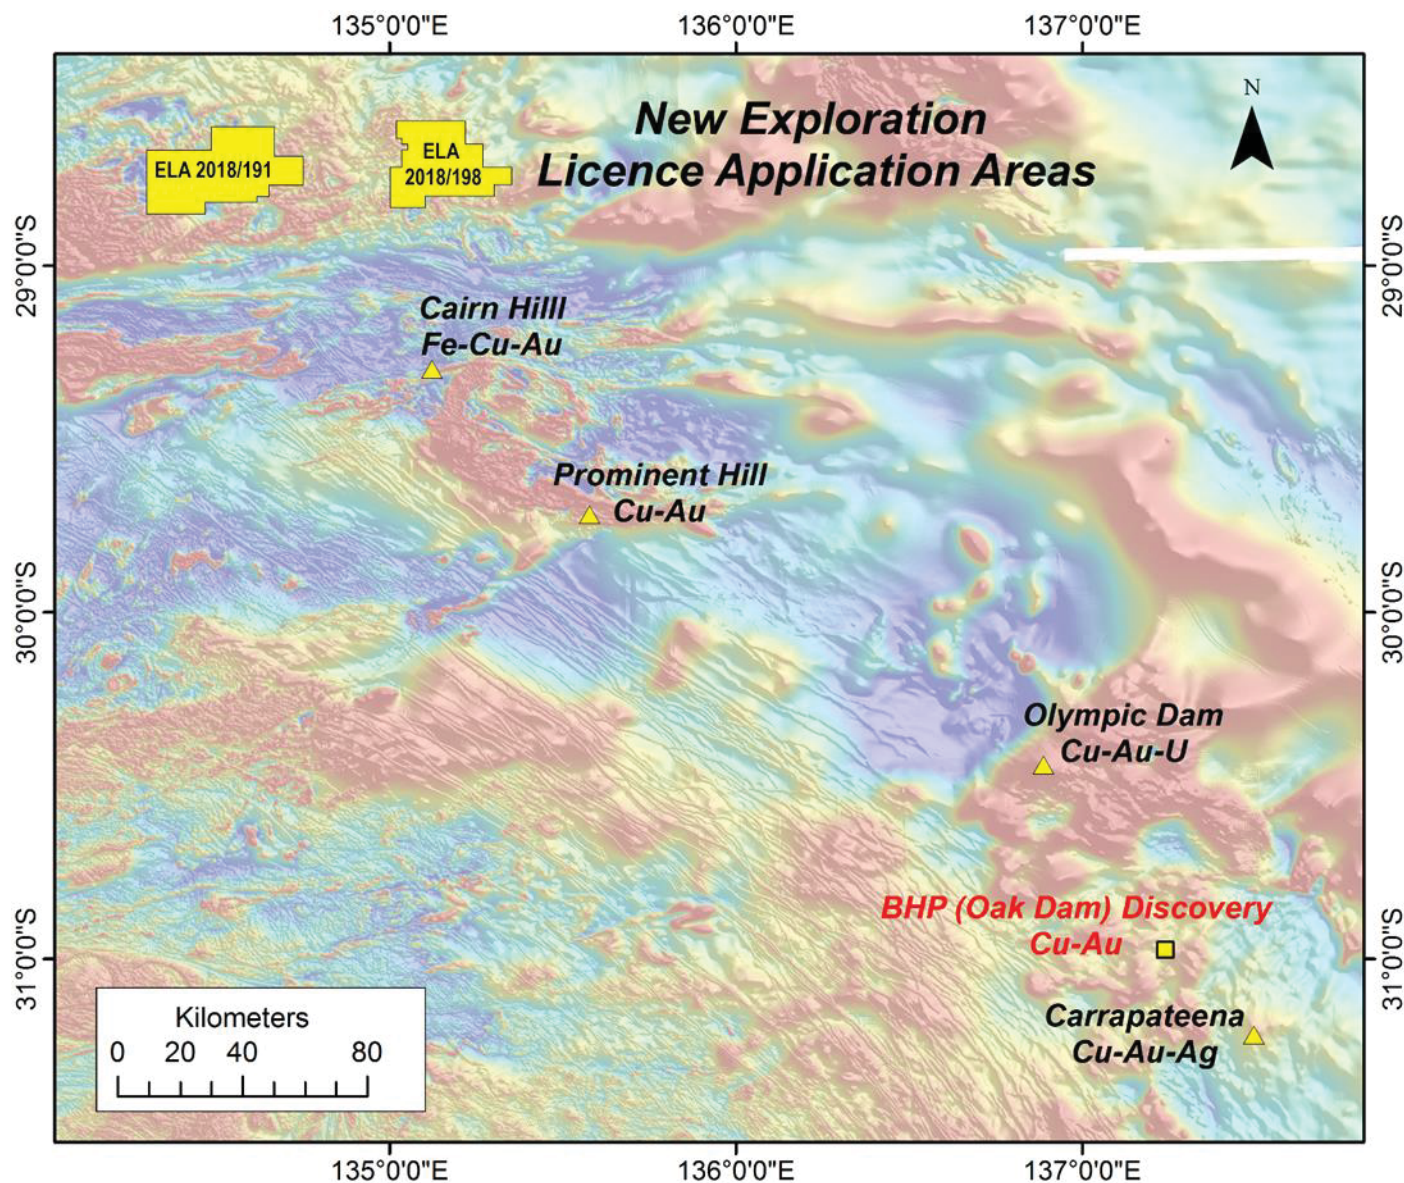 135°0'0"E 136°0'0"E 137°0'0"E
N
New Exploration
Licence Application Areas
ELA 2018/191
ELA
2018/198
29°0'0"S
29°0'0"S
Cairn Hilll
Fe-Cu-Au
Prominent Hill
Cu-Au
30°0'0"S
30°0'0"S
Olympic Dam
Cu-Au-U
BHP (Oak Dam) Discovery
Cu-Au
31°0'0"S
31°0'0"S
Carrapateena
Cu-Au-Ag
Kilometers
0 20 40 80
135°0'0"E 136°0'0"E 137°0'0"E